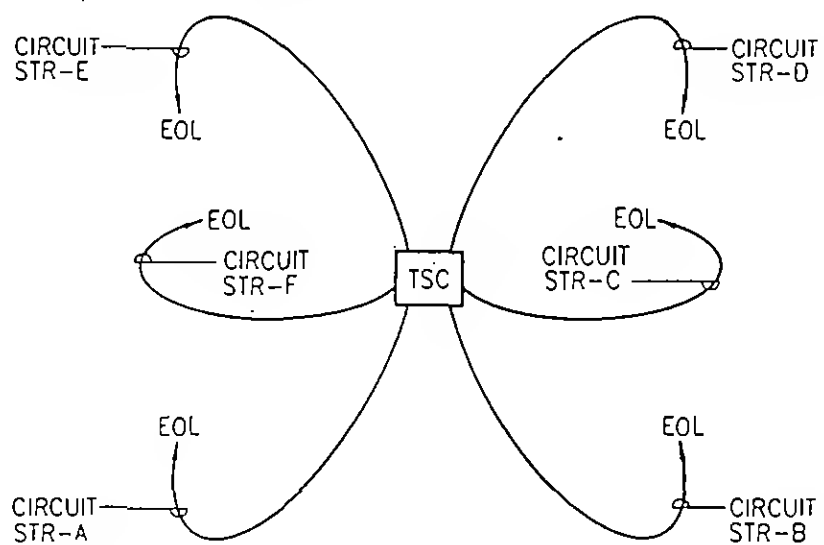 CIRCUIT
STR-E
CIRCUIT
STR-D
EOL
EOL
EOL
EOL
CIRCUIT
STR-F
TSC
CIRCUIT
STR-C
EOL
EOL
CIRCUIT
STR-A
CIRCUIT
STR-B